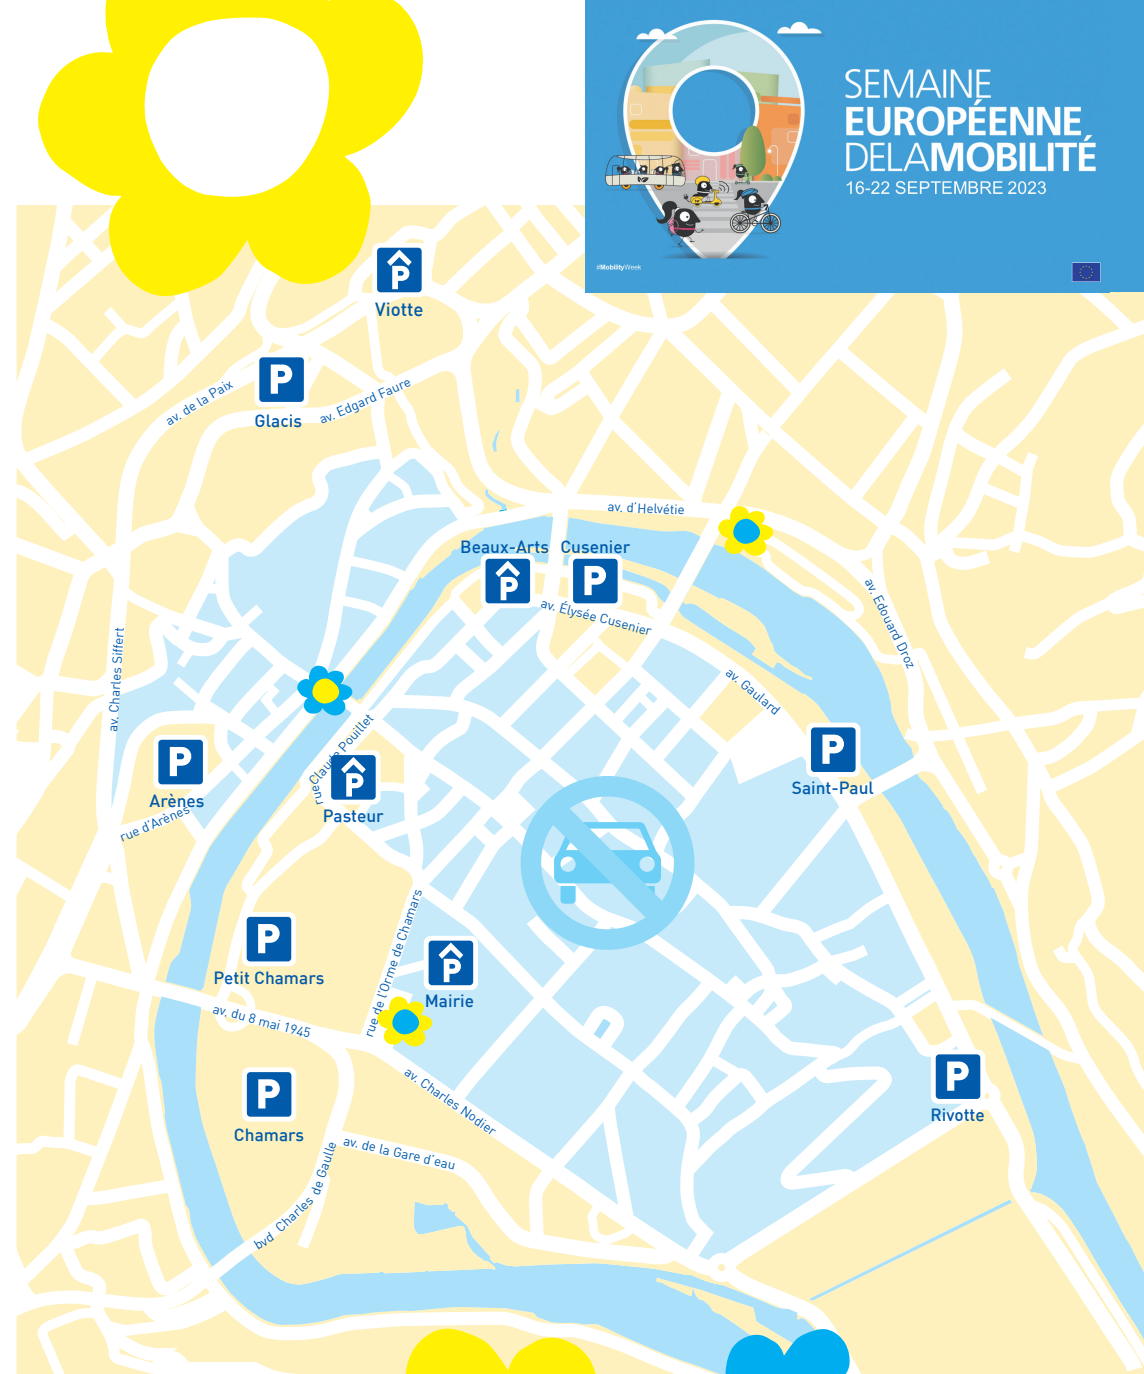 SEMAINE
EUROPÉENNE
DELAMOBILITÉ
16-22 SEPTEMBRE 2023
#MobilityWeek
P
Viotte
P
Glacis
av. de la Paix
av. Edgard Faure
av. d'Helvétie
Beaux-Arts
Cusenier
P
P
av. Élysée Cusenier
av. Edouard Droz
av. Charles Siffert
av. Gaulard
rue Claude Pouillet
P
Arènes
rue d'Arènes
P
Pasteur
P
Saint-Paul
rue de l'Orme de Chamars
P
Petit Chamars
P
Mairie
av. du 8 mai 1945
av. Charles Nodier
P
Chamars
P
Rivotte
av. de la Gare d'eau
bvd Charles de Gaulle